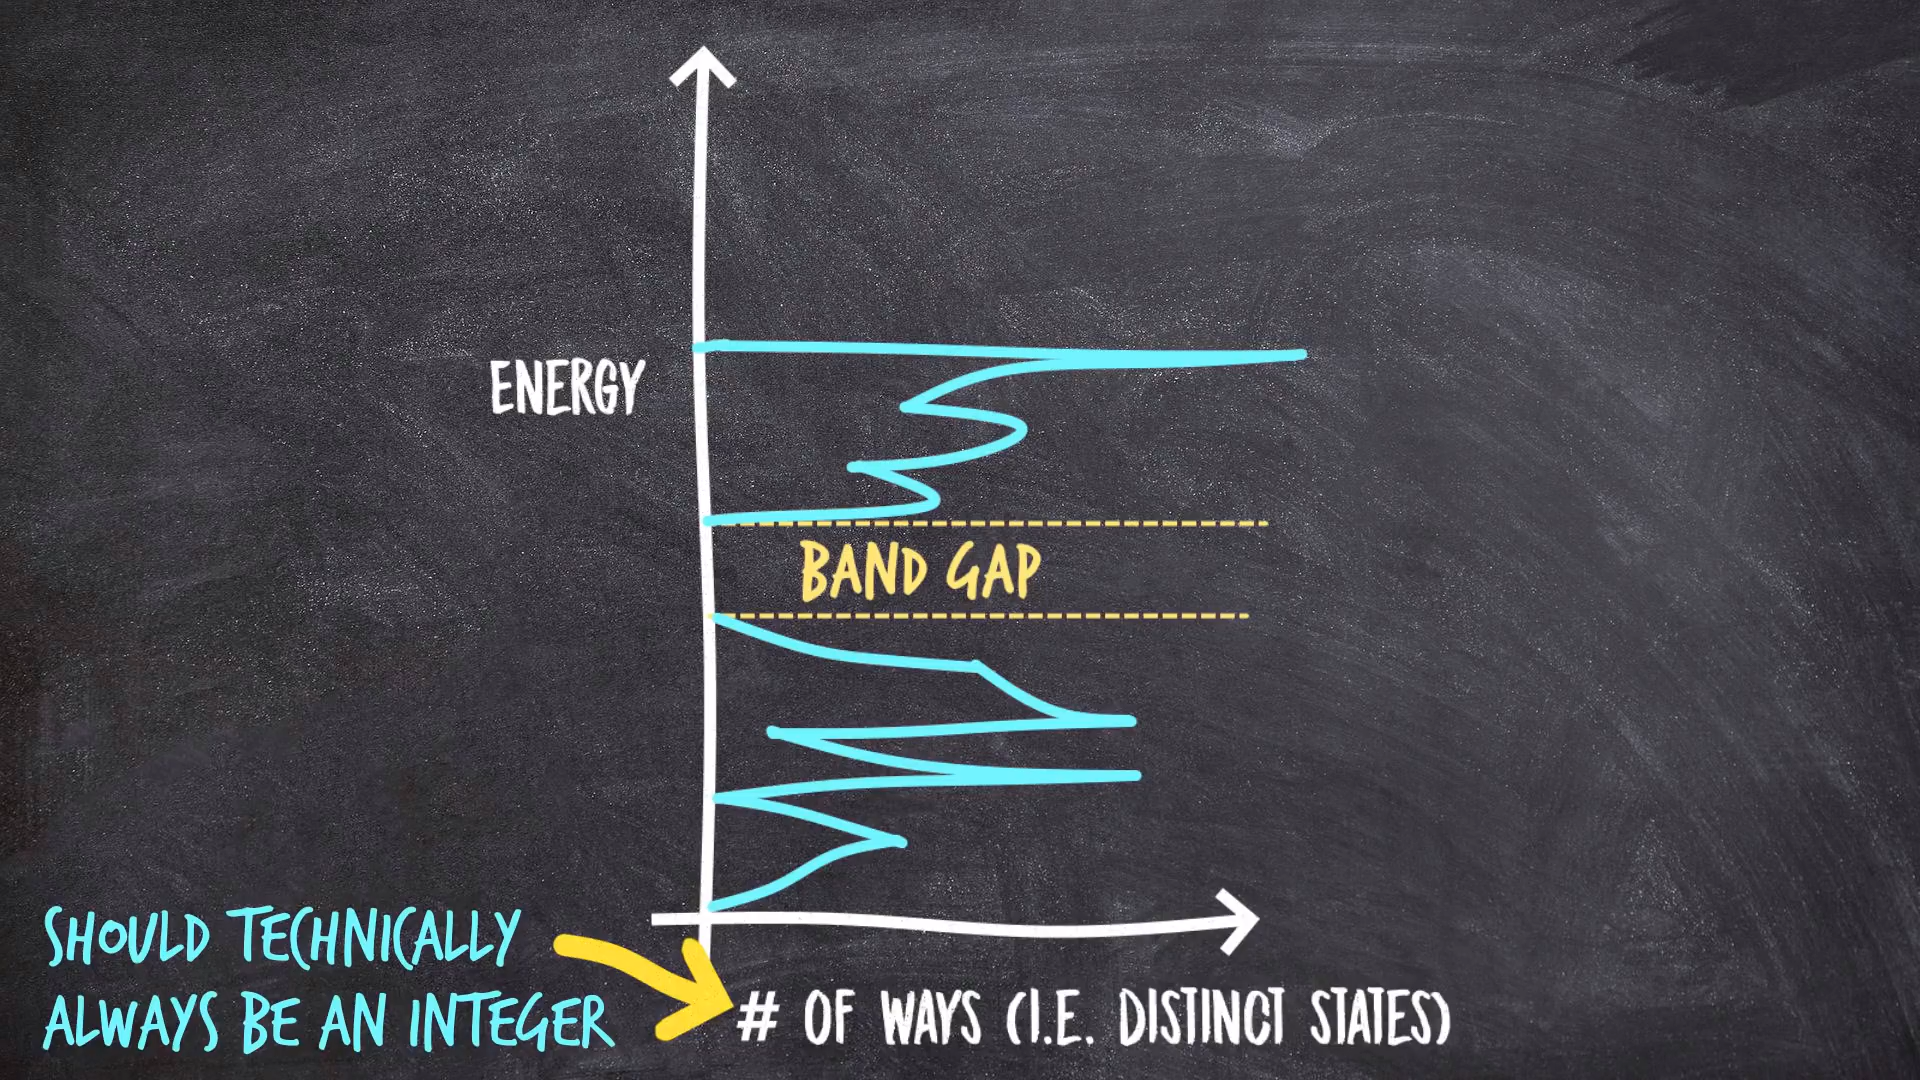 ENERGY
BAND GAP
SHOULD TECHNICALLY
ALWAYS BE AN INTEGER
# OF WAYS (I.E. DISTINCT STATES)